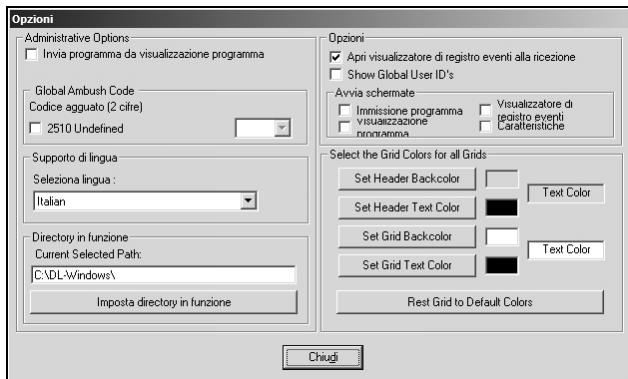 Opzioni
Administrative Options
Invia programma da visualizzazione programma
Global Ambush Code
Codice agguato (2 cifre)
2510 Undefined
Supporto di lingua
Seleziona lingua :
Italian
Directory in funzione
Current Selected Path:
C:\DL-Windows\
Imposta directory in funzione
Opzioni
Apri visualizzatore di registro eventi alla ricezione
Show Global User ID's
Avvia schermate
Immissione programma
Visualizzatore di
registro eventi
visualizzazione
programma
Caratteristiche
Select the Grid Colors for all Grids
Set Header Backcolor
Text Color
Set Header Text Color
Set Grid Backcolor
Text Color
Set Grid Text Color
Rest Grid to Default Colors
Chiudi